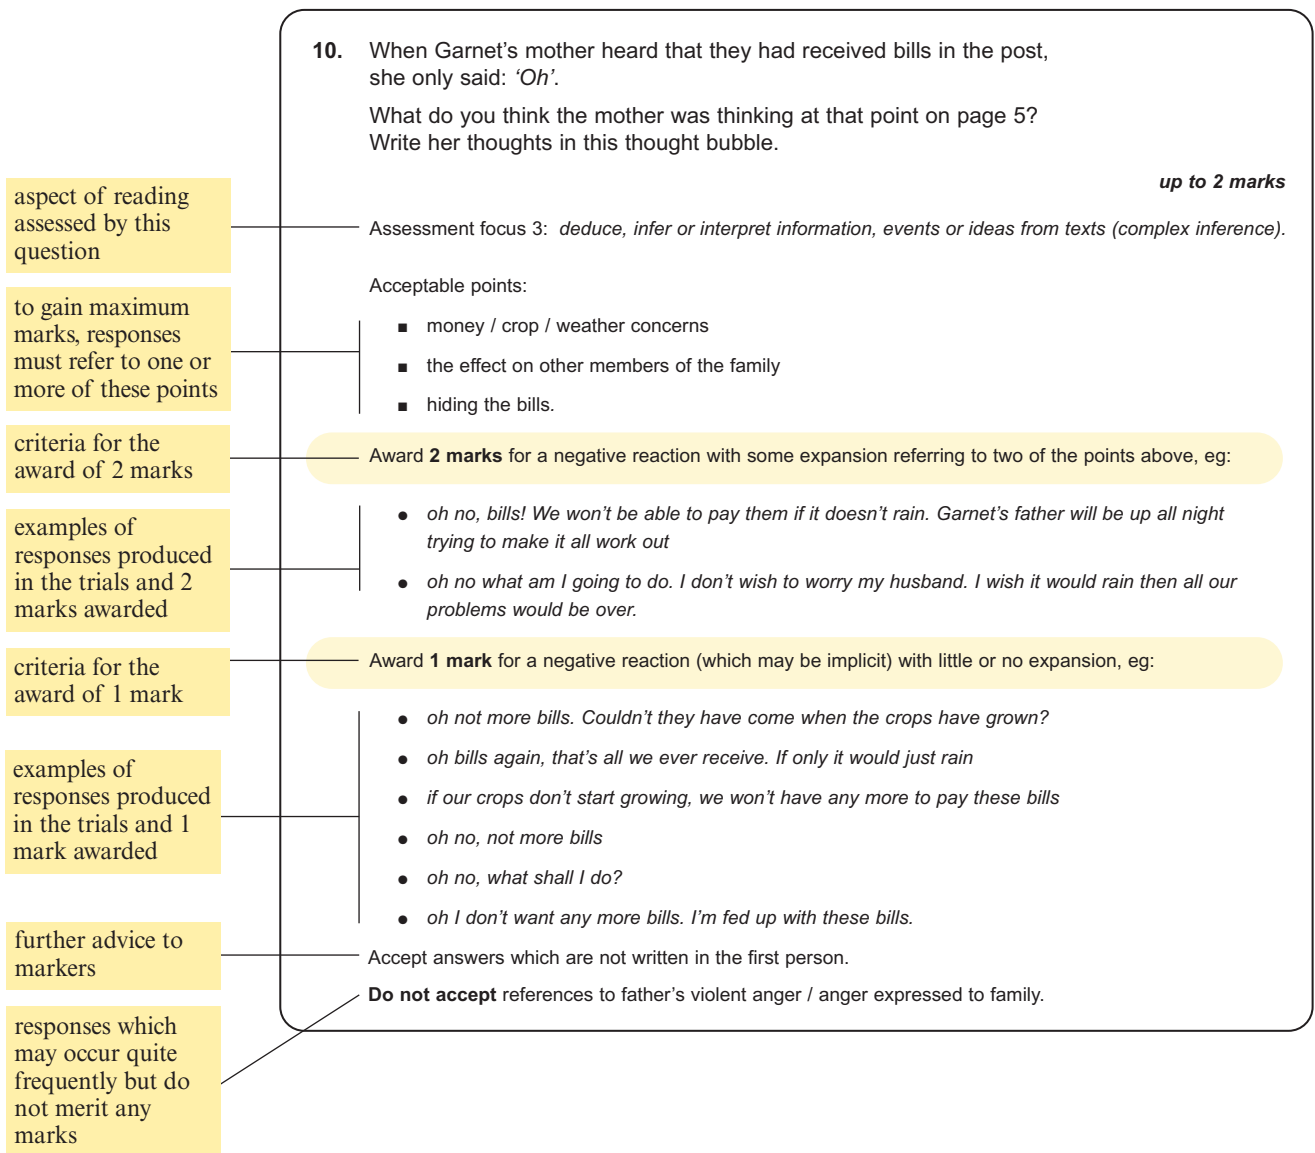 10. When Garnet's mother heard that they had received bills in the post,
she only said: 'Oh'.
What do you think the mother was thinking at that point on page 5?
Write her thoughts in this thought bubble.
up to 2 marks
aspect of reading
assessed by this
question
Assessment focus 3: deduce, infer or interpret information, events or ideas from texts (complex inference).
Acceptable points:
to gain maximum
marks, responses
must refer to one or
more of these points
■ money / crop / weather concerns
■ the effect on other members of the family
■ hiding the bills.
criteria for the
award of 2 marks
Award 2 marks for a negative reaction with some expansion referring to two of the points above, eg:
examples of
responses produced
in the trials and 2
marks awarded
● oh no, bills! We won't be able to pay them if it doesn't rain. Garnet's father will be up all night
trying to make it all work out
● oh no what am I going to do. I don't wish to worry my husband. I wish it would rain then all our
problems would be over.
criteria for the
award of 1 mark
Award 1 mark for a negative reaction (which may be implicit) with little or no expansion, eg:
examples of
responses produced
in the trials and 1
mark awarded
● oh not more bills. Couldn't they have come when the crops have grown?
● oh bills again, that's all we ever receive. If only it would just rain
● if our crops don't start growing, we won't have any more to pay these bills
● oh no, not more bills
● oh no, what shall I do?
● oh I don't want any more bills. I'm fed up with these bills.
further advice to
markers
Accept answers which are not written in the first person.
Do not accept references to father's violent anger / anger expressed to family.
responses which
may occur quite
frequently but do
not merit any
marks